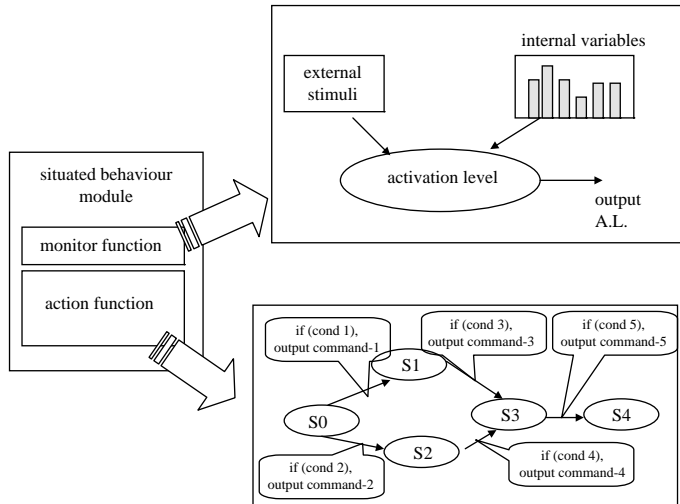 internal variables
external
stimuli
activation level
output
A.L.
situated behaviour
module
monitor function
action function
if (cond 1),
output command-1
if (cond 3),
output command-3
if (cond 5),
output command-5
S1
S0
S3
S4
S2
if (cond 2),
output command-2
if (cond 4),
output command-4